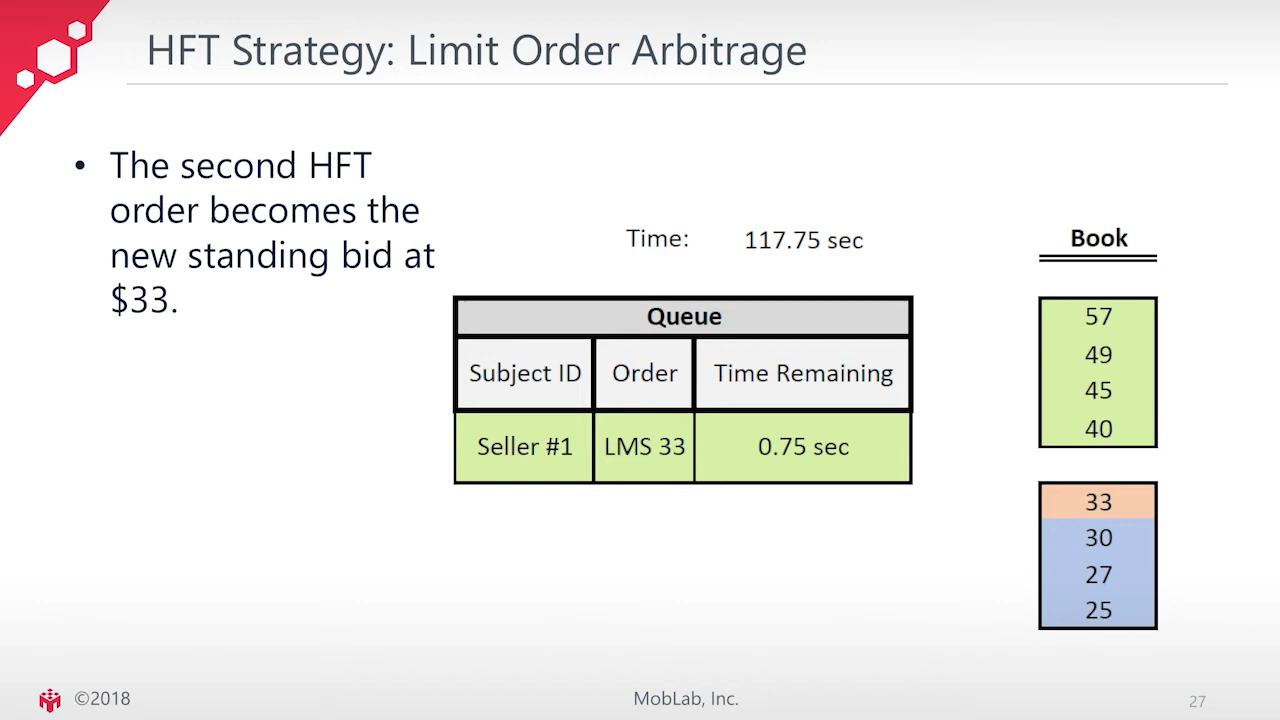 HFT Strategy: Limit Order Arbitrage
• The second HFT
order becomes the
new standing bid at
$33.
Time: 117.75 sec
Book
Queue
Subject ID Order Time Remaining
Seller #1 LMS 33 0.75 sec
57
49
45
40
33
30
27
25
©2018 MobLab, Inc. 27